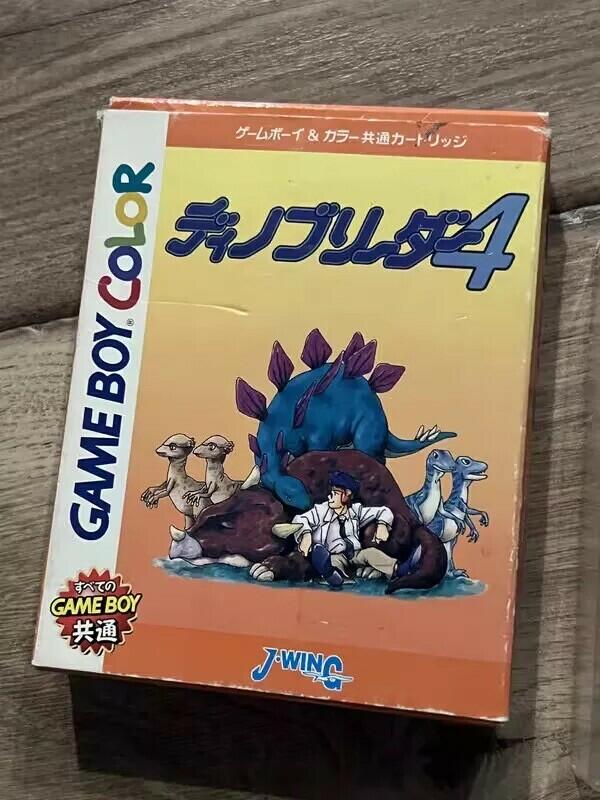 ゲームボーイ & カラー共通カートリッジ
ディノブリーダー4
GAME BOY® COLOR
すべての
GAME BOY
共通
J・WING